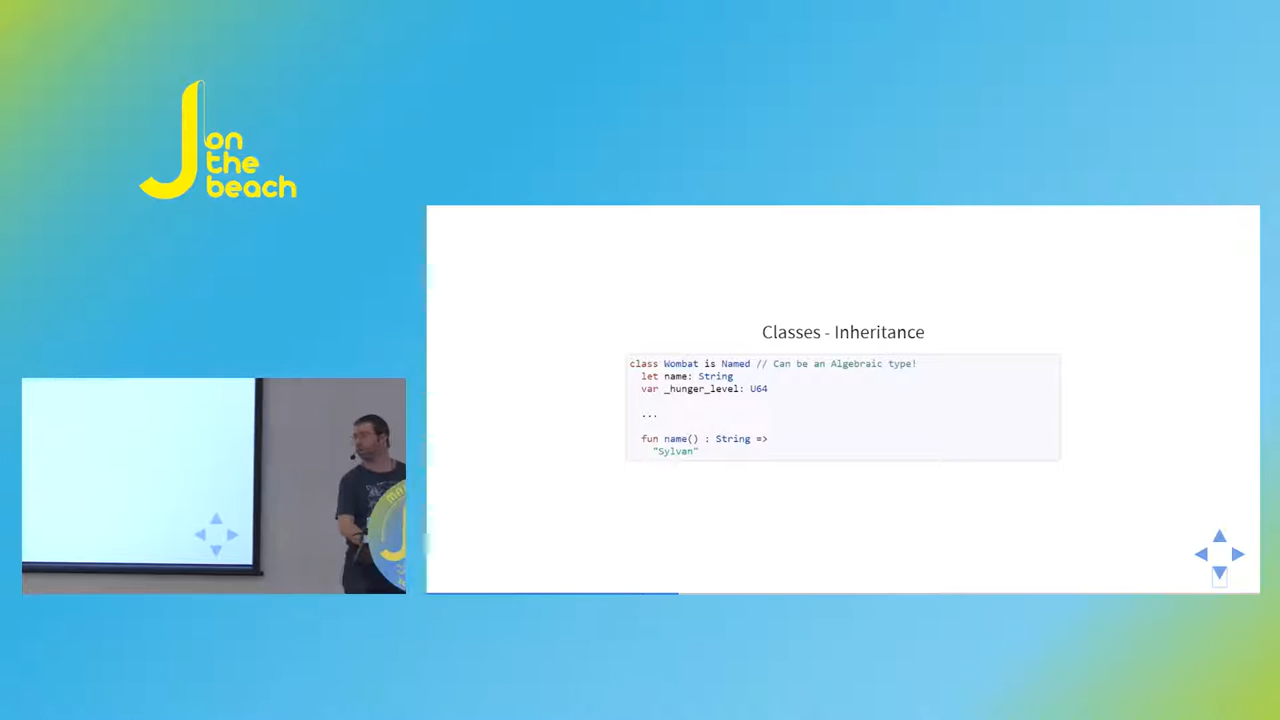 J on
the
beach
Classes - Inheritance
class Wombat is Named // Can be an Algebraic type!
let name: String
var _hunger_level: U64
...
fun name() : String =>
"Sylvan"